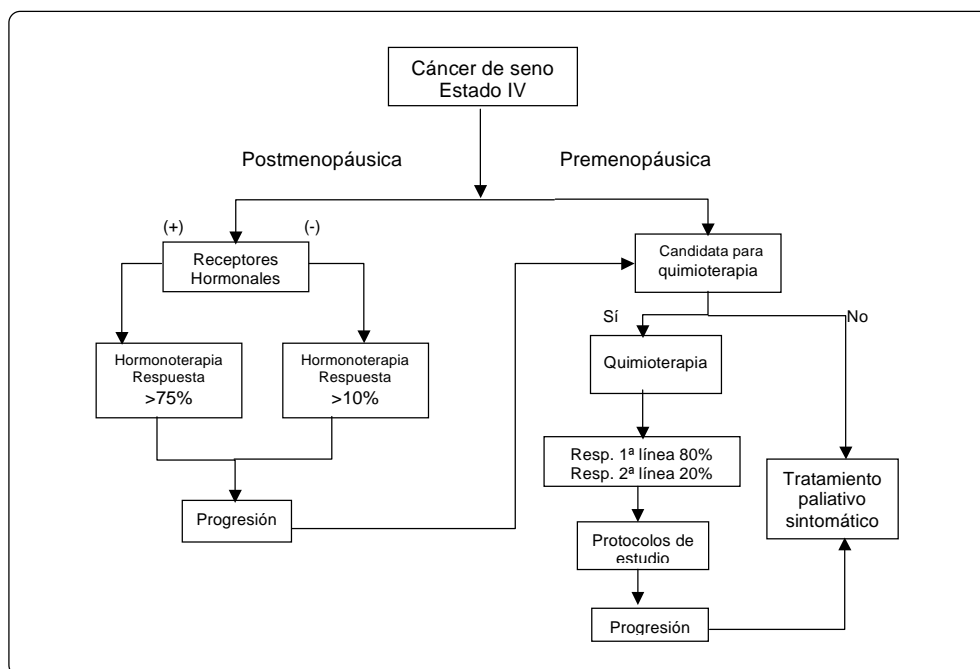 Cáncer de seno
Estado IV
Postmenopáusica
Premenopáusica
(+)
(-)
Receptores
Hormonales
Candidata para
quimioterapia
Sí
No
Hormonoterapia
Respuesta
>75%
Hormonoterapia
Respuesta
>10%
Quimioterapia
Resp. 1ª línea 80%
Resp. 2ª línea 20%
Tratamiento
paliativo
sintomático
Progresión
Protocolos de
estudio
Progresión